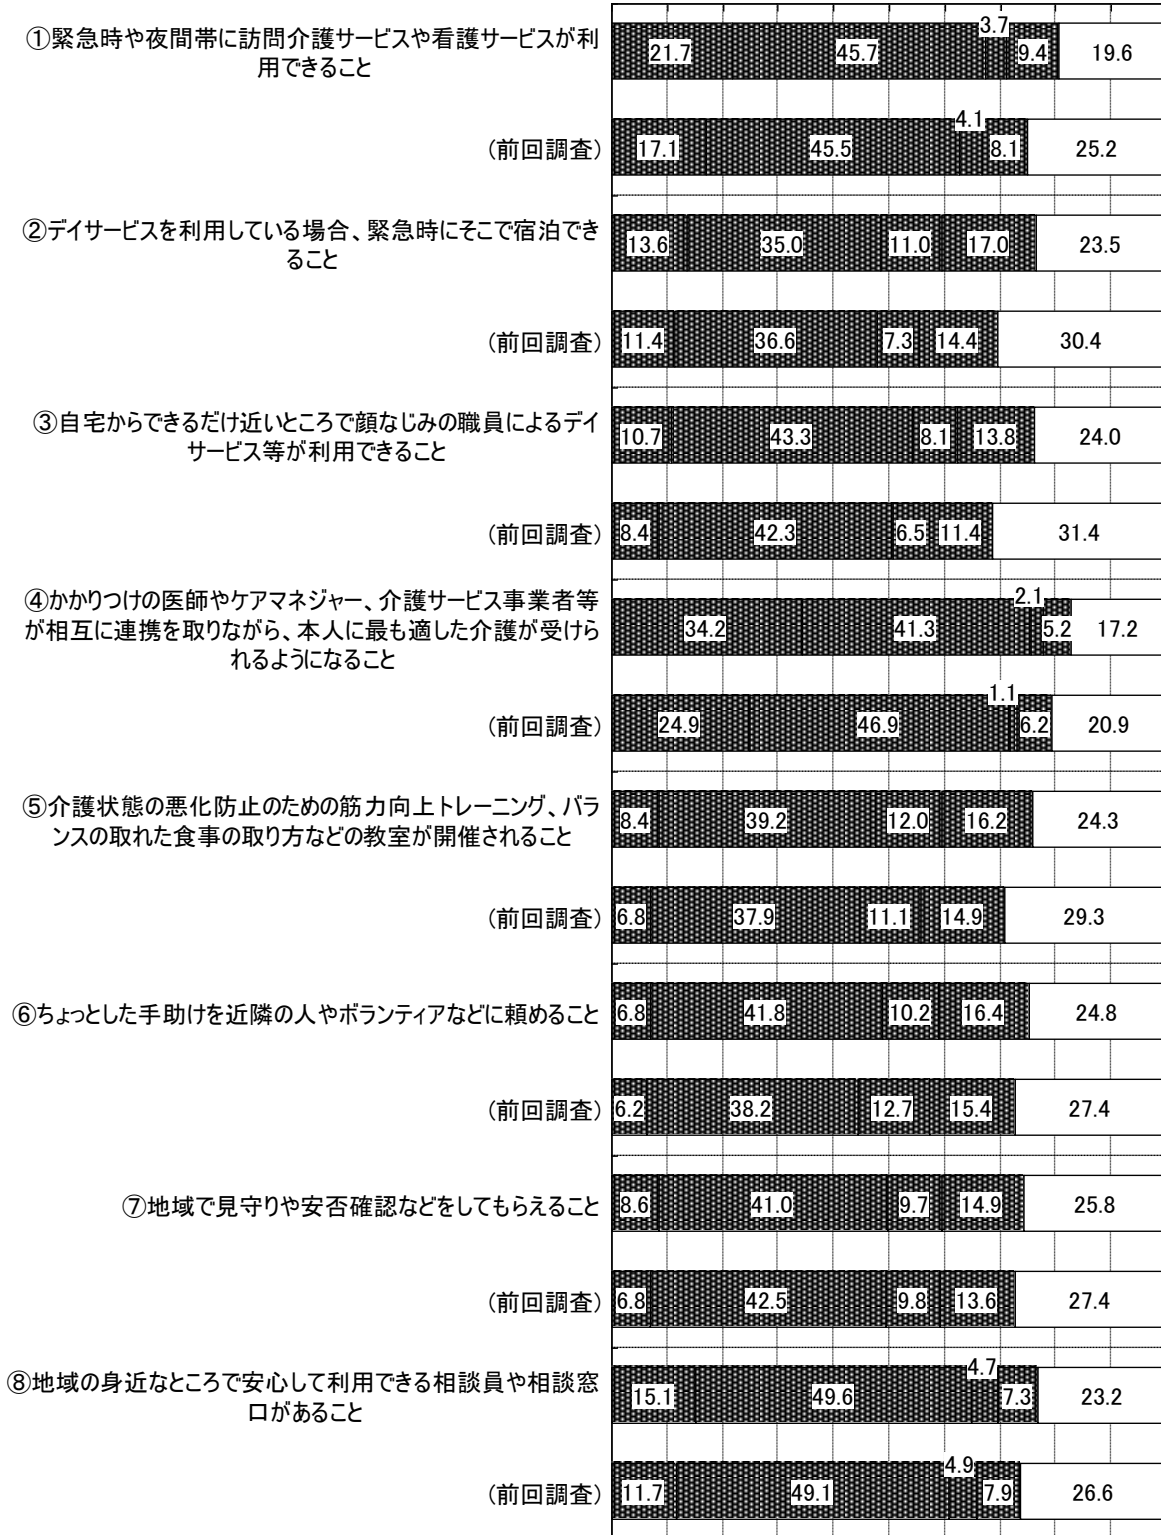 ①緊急時や夜間帯に訪問介護サービスや看護サービスが利
用できること
21.7 45.7 3.7 9.4 19.6
(前回調査)
17.1 45.5 4.1 8.1 25.2
②デイサービスを利用している場合、緊急時にそこで宿泊でき
ること
13.6 35.0 11.0 17.0 23.5
(前回調査)
11.4 36.6 7.3 14.4 30.4
③自宅からできるだけ近いところで顔なじみの職員によるデイ
サービス等が利用できること
10.7 43.3 8.1 13.8 24.0
(前回調査)
8.4 42.3 6.5 11.4 31.4
④かかりつけの医師やケアマネジャー、介護サービス事業者等
が相互に連携を取りながら、本人に最も適した介護が受けら
れるようになること
34.2 41.3 2.1 5.2 17.2
(前回調査)
24.9 46.9 1.1 6.2 20.9
⑤介護状態の悪化防止のための筋力向上トレーニング、バラ
ンスの取れた食事の取り方などの教室が開催されること
8.4 39.2 12.0 16.2 24.3
(前回調査)
6.8 37.9 11.1 14.9 29.3
⑥ちょっとした手助けを近隣の人やボランティアなどに頼めること
6.8 41.8 10.2 16.4 24.8
(前回調査)
6.2 38.2 12.7 15.4 27.4
⑦地域で見守りや安否確認などをしてもらえること
8.6 41.0 9.7 14.9 25.8
(前回調査)
6.8 42.5 9.8 13.6 27.4
⑧地域の身近なところで安心して利用できる相談員や相談窓
口があること
15.1 49.6 4.7 7.3 23.2
(前回調査)
11.7 49.1 4.9 7.9 26.6